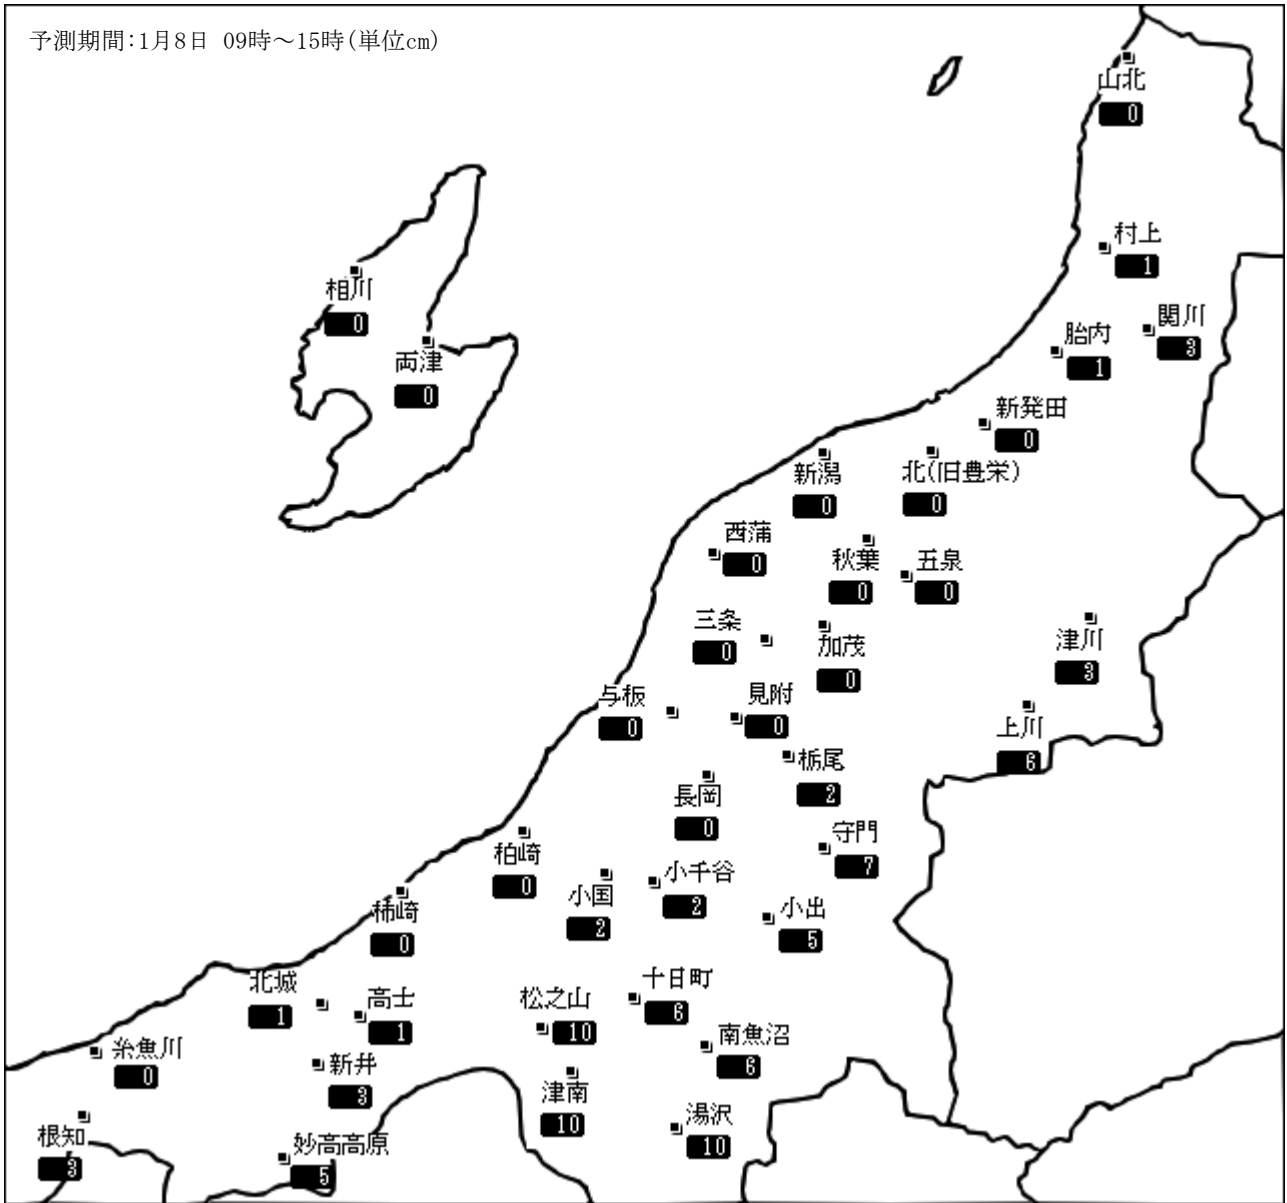 予測期間:1月8日 09時～15時(単位cm)
山北
0
村上
1
相川
0
関川
3
胎内
1
両津
0
新発田
0
新潟
0
北(旧豊栄)
0
西蒲
0
秋葉
0
五泉
0
三条
0
加茂
0
津川
3
与板
0
見附
0
上川
6
栃尾
2
長岡
0
守門
7
柏崎
0
小国
2
小千谷
2
小出
5
柿崎
0
北城
1
高士
1
松之山
10
十日町
6
南魚沼
6
糸魚川
0
新井
3
津南
10
湯沢
10
根知
3
妙高高原
5